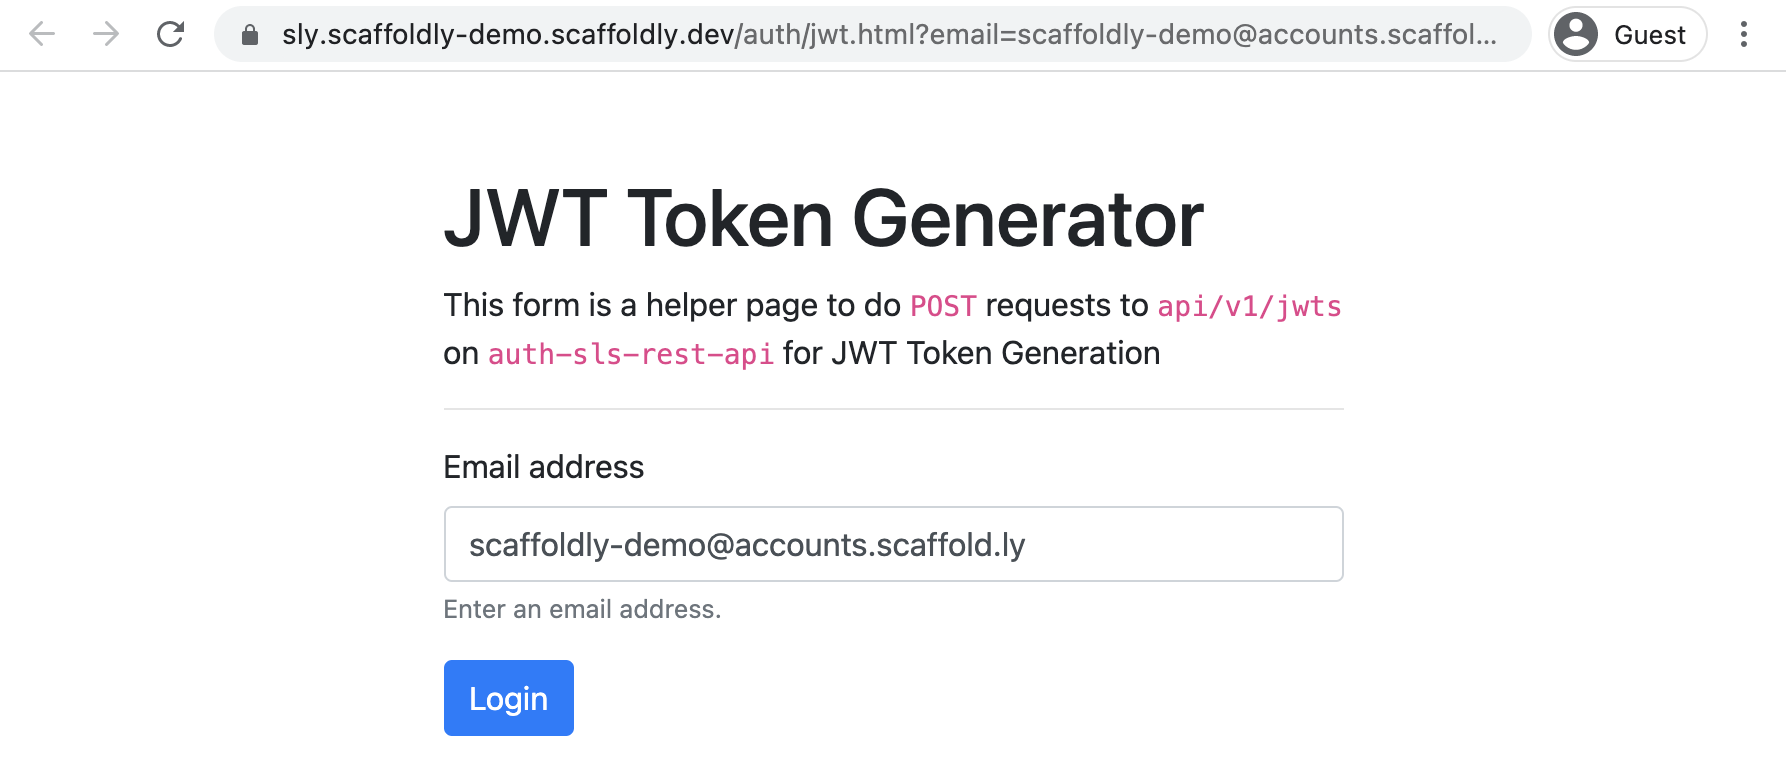 sly.scaffoldly-demo.scaffoldly.dev/auth/jwt.html?email=scaffoldly-demo@accounts.scaffol...
Guest
JWT Token Generator
This form is a helper page to do POST requests to api/v1/jwts
on auth-sls-rest-api for JWT Token Generation
Email address
scaffoldly-demo@accounts.scaffold.ly
Enter an email address.
Login